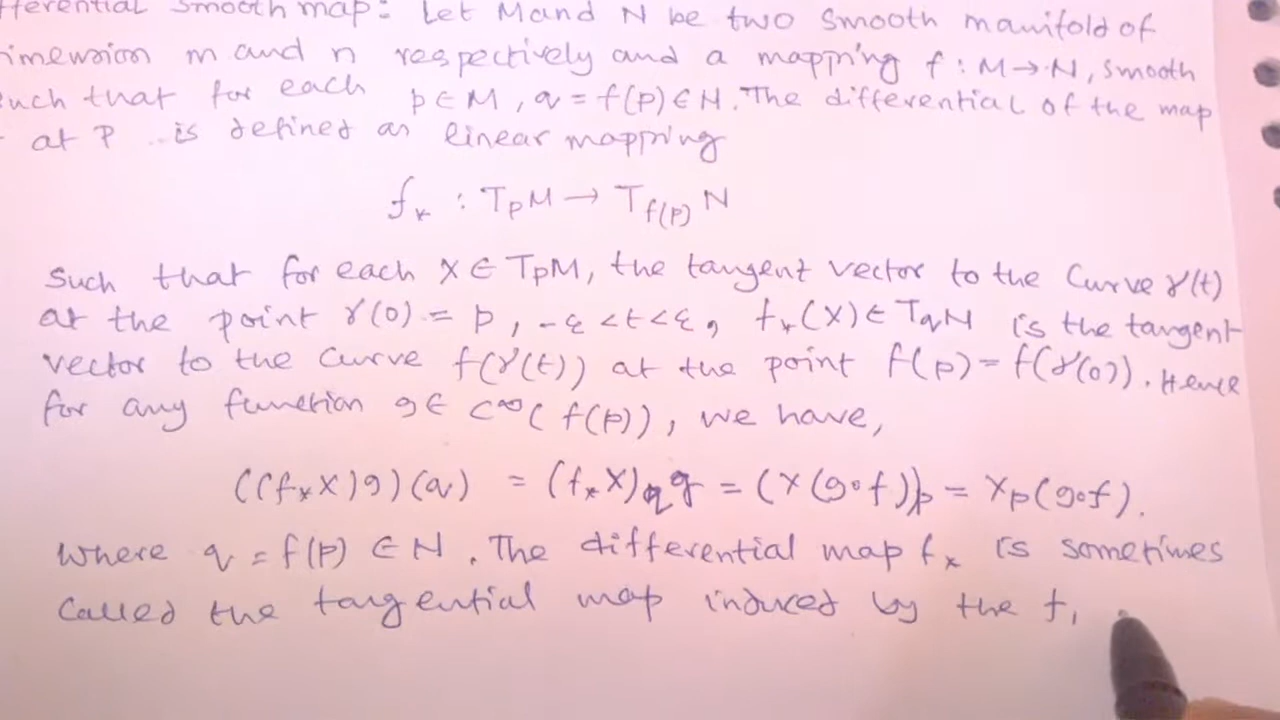 fferential smooth map: Let M and N be two smooth manifold of
imension m and n respectively and a mapping f : M → N, smooth
such that for each p ∈ M, q = f(p) ∈ N. The differential of the map
at P is defined as linear mapping
f* : TpM → Tf(p) N
Such that for each X ∈ TpM, the tangent vector to the curve γ(t)
at the point γ(0) = p, -ε < t < ε, f*(X) ∈ TqN is the tangent
vector to the curve f(γ(t)) at the point f(p) = f(γ(0)). Hence
for any function g ∈ C∞( f(p)), we have,
((f*X)g)(q) = (f*X)q g = (X(g∘f))p = Xp(g∘f).
where q = f(p) ∈ N. The differential map f* is sometimes
called the tangential map induced by the f,